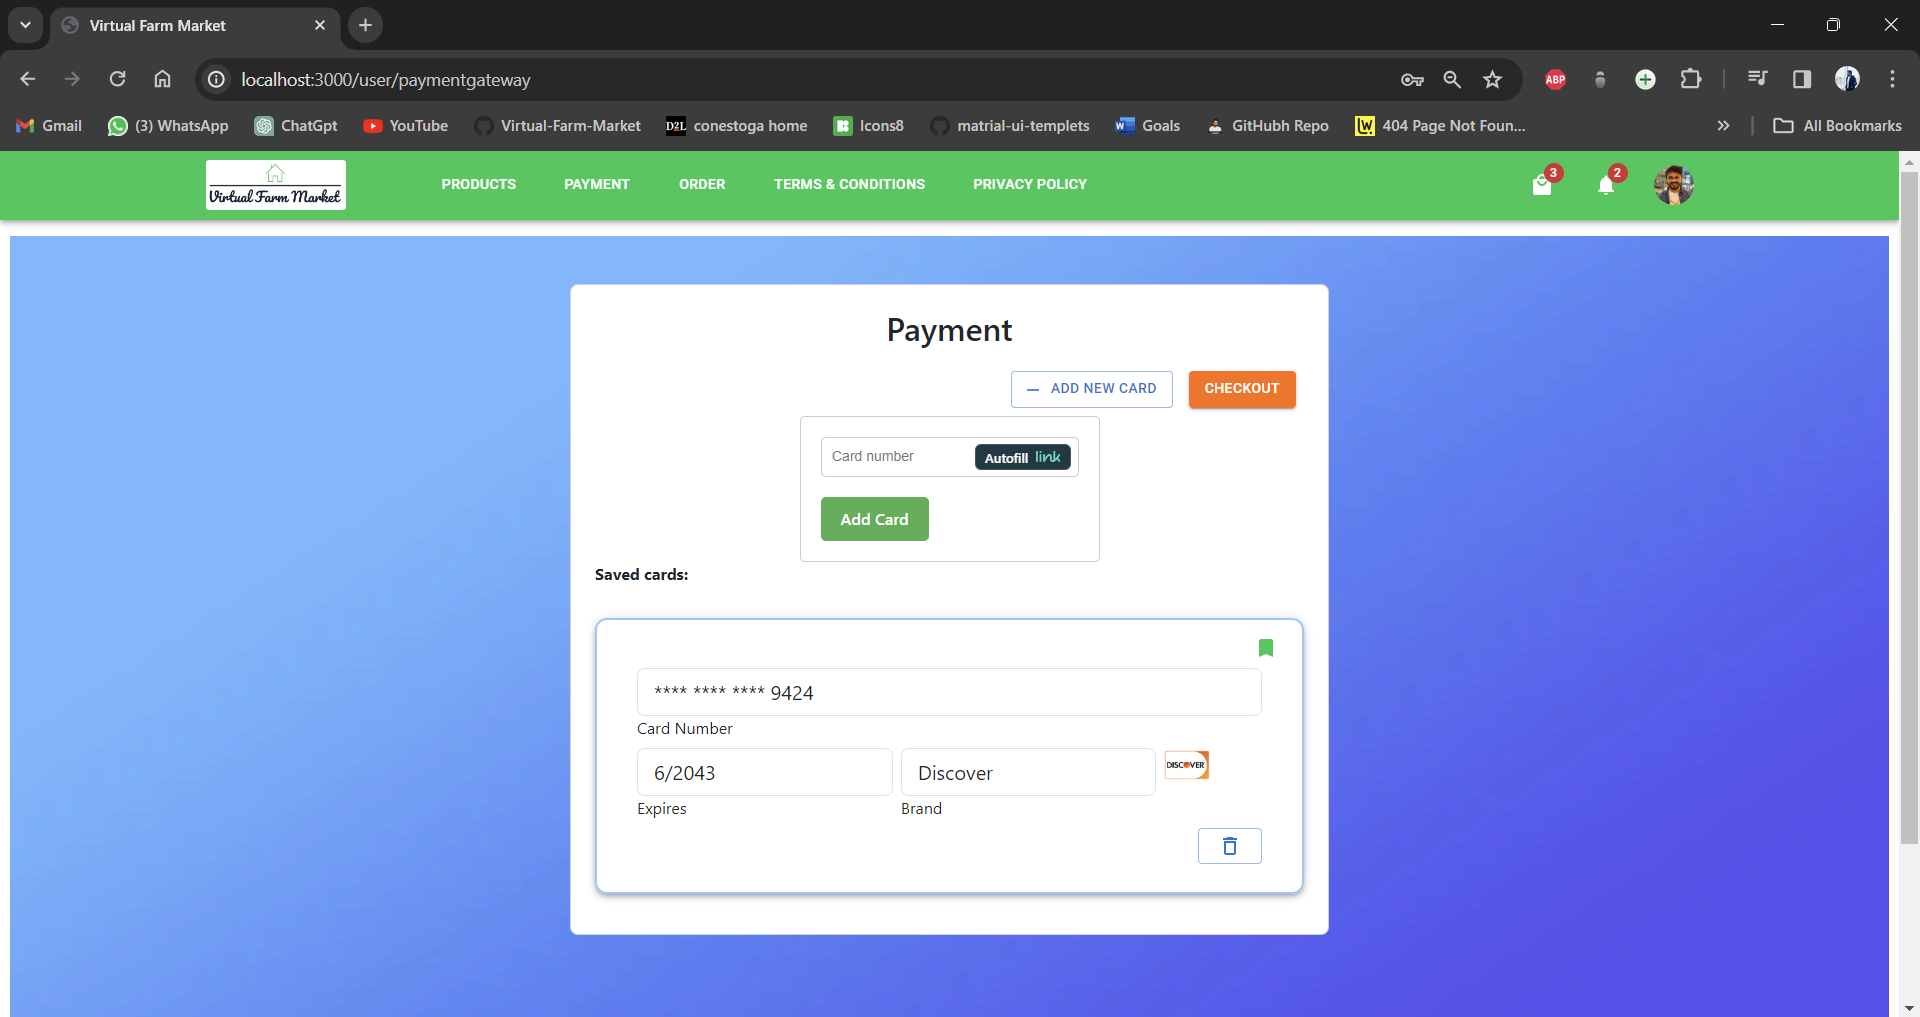 Virtual Farm Market
localhost:3000/user/paymentgateway
ABP
Gmail (3) WhatsApp ChatGpt YouTube Virtual-Farm-Market D2L conestoga home Icons8 matrial-ui-templets W Goals GitHubh Repo LW 404 Page Not Foun... All Bookmarks
Virtual Farm Market PRODUCTS PAYMENT ORDER TERMS & CONDITIONS PRIVACY POLICY 3 2
Payment
ADD NEW CARD CHECKOUT
Card number Autofill link
Add Card
Saved cards:
**** **** **** 9424
Card Number
6/2043 Discover DISCOVER
Expires Brand